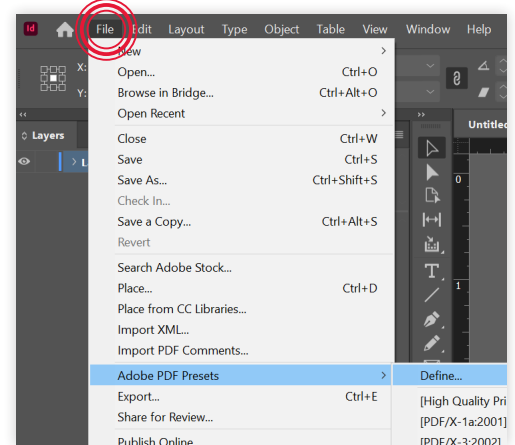 Id File Edit Layout Type Object Table View Window Help
New
Open... Ctrl+O
Browse in Bridge... Ctrl+Alt+O
Open Recent
Close Ctrl+W
Save Ctrl+S
Save As... Ctrl+Shift+S
Check In...
Save a Copy... Ctrl+Alt+S
Revert
Search Adobe Stock...
Place... Ctrl+D
Place from CC Libraries...
Import XML...
Import PDF Comments...
Adobe PDF Presets
Export... Ctrl+E
Share for Review...
Publish Online
X:
Y:
Layers
L
Untitled
0
1
Define...
[High Quality Pri
[PDF/X-1a:2001]
[PDF/X-3:2002]